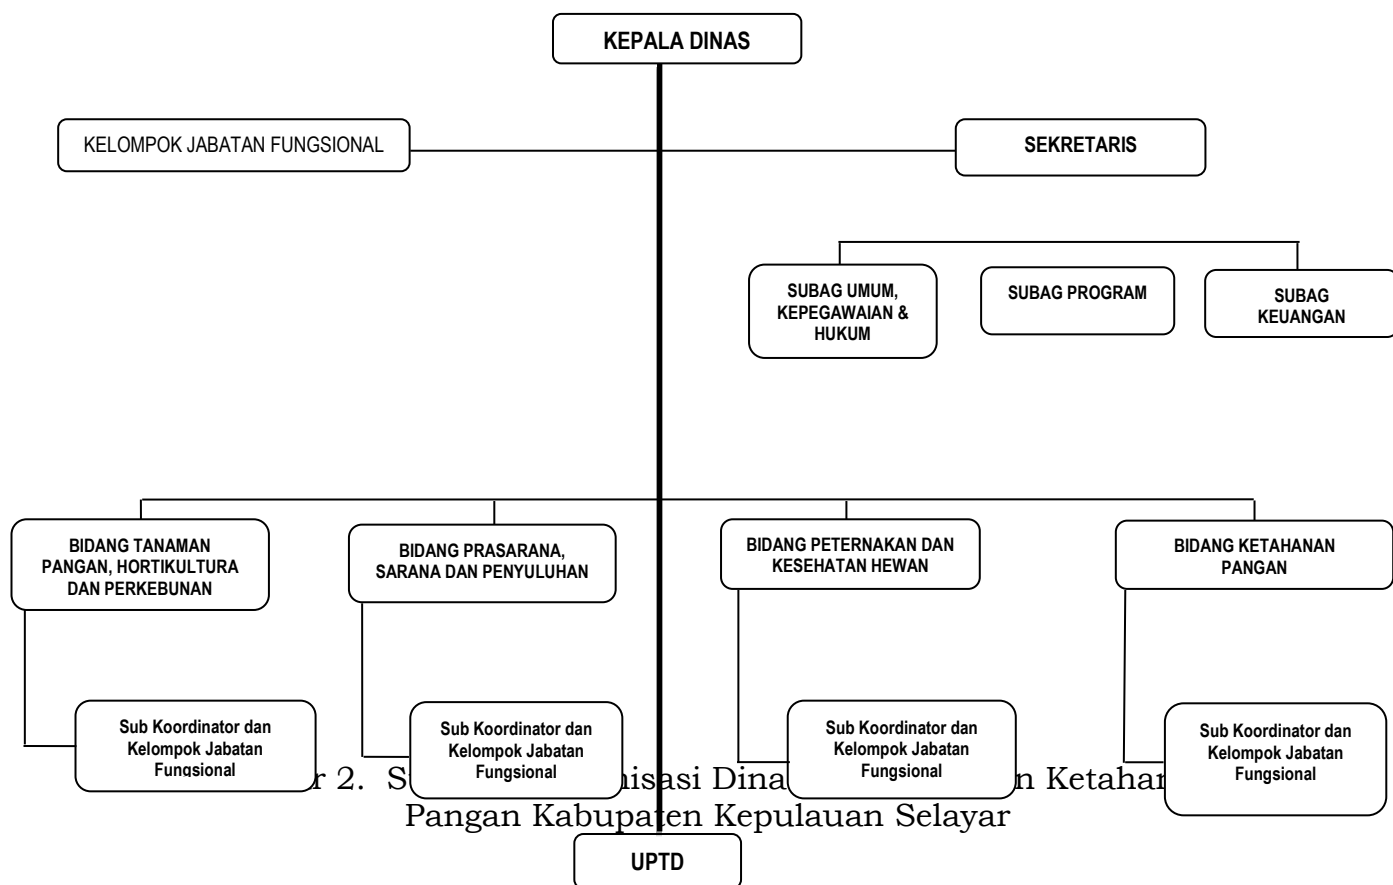 KEPALA DINAS
KELOMPOK JABATAN FUNGSIONAL
SEKRETARIS
SUBAG UMUM,
KEPEGAWAIAN &
HUKUM
SUBAG PROGRAM
SUBAG
KEUANGAN
BIDANG TANAMAN
PANGAN, HORTIKULTURA
DAN PERKEBUNAN
BIDANG PRASARANA,
SARANA DAN PENYULUHAN
BIDANG PETERNAKAN DAN
KESEHATAN HEWAN
BIDANG KETAHANAN
PANGAN
Sub Koordinator dan
Kelompok Jabatan
Fungsional
Sub Koordinator dan
Kelompok Jabatan
Fungsional
Sub Koordinator dan
Kelompok Jabatan
Fungsional
Sub Koordinator dan
Kelompok Jabatan
Fungsional
2.
Pangan Kabupaten Kepulauan Selayar
UPTD